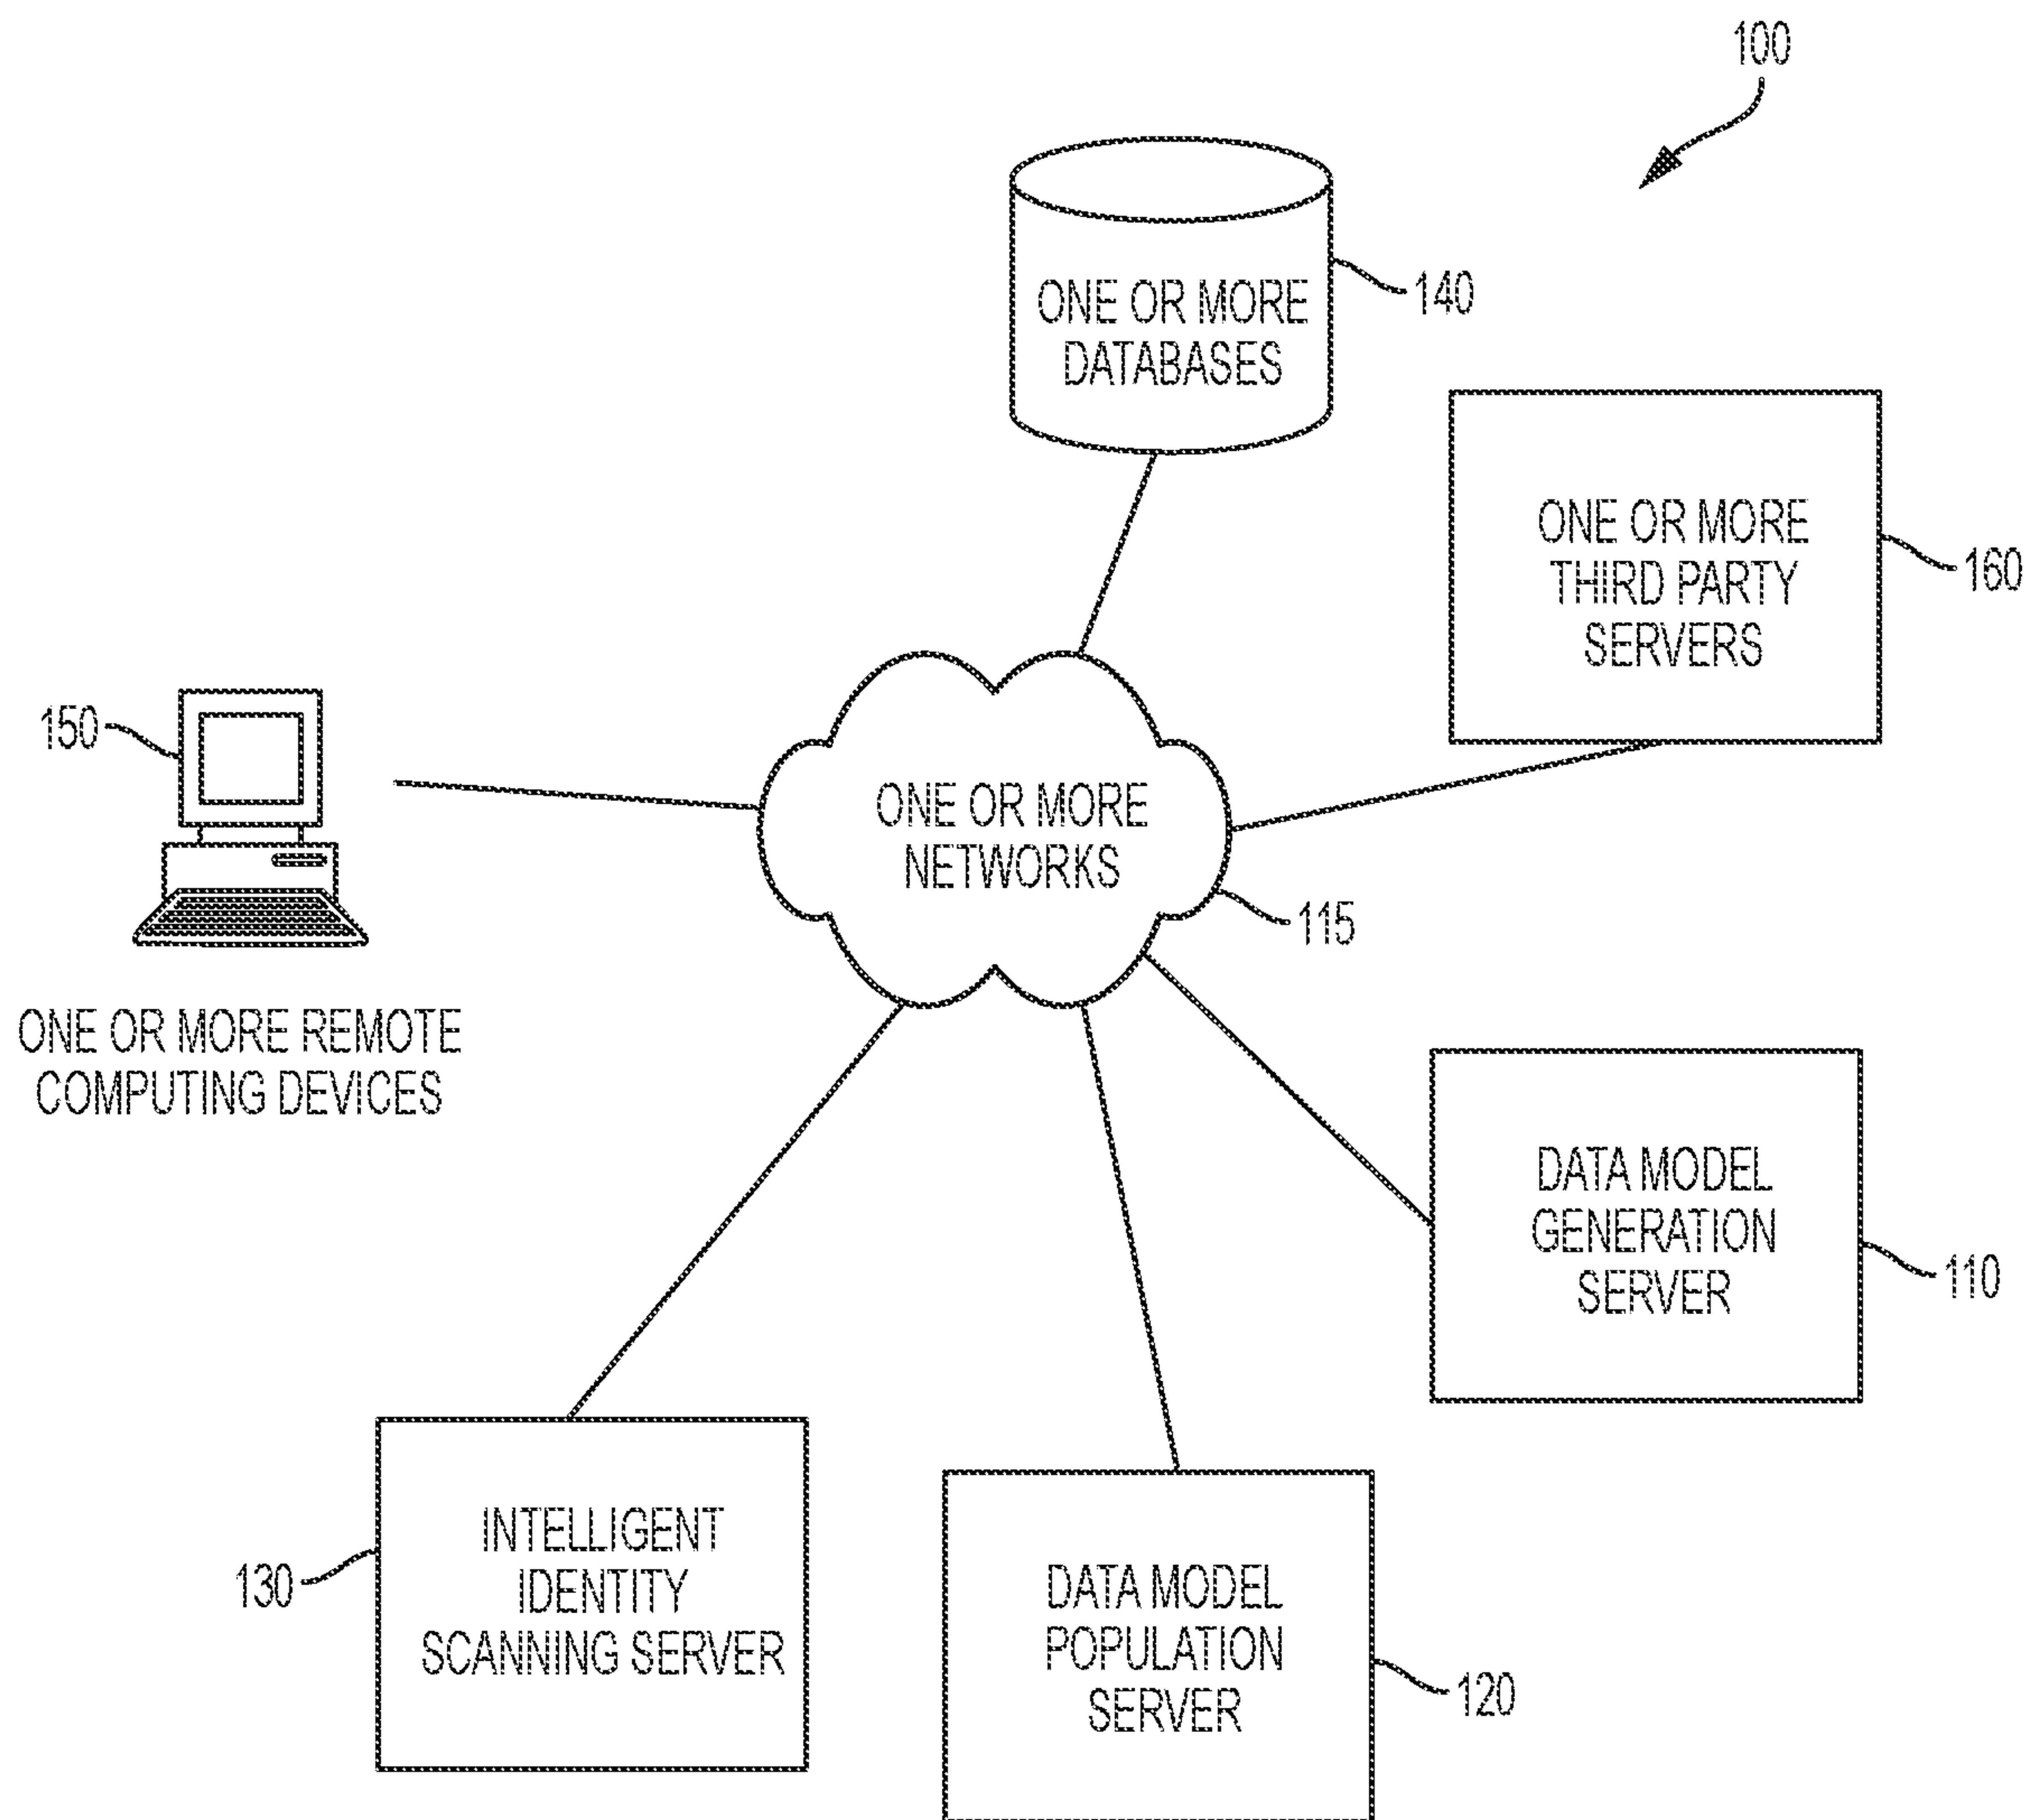 100
ONE OR MORE
DATABASES
140
ONE OR MORE
THIRD PARTY
SERVERS
160
150
ONE OR MORE
NETWORKS
115
ONE OR MORE REMOTE
COMPUTING DEVICES
DATA MODEL
GENERATION
SERVER
110
INTELLIGENT
IDENTITY
SCANNING SERVER
130
DATA MODEL
POPULATION
SERVER
120